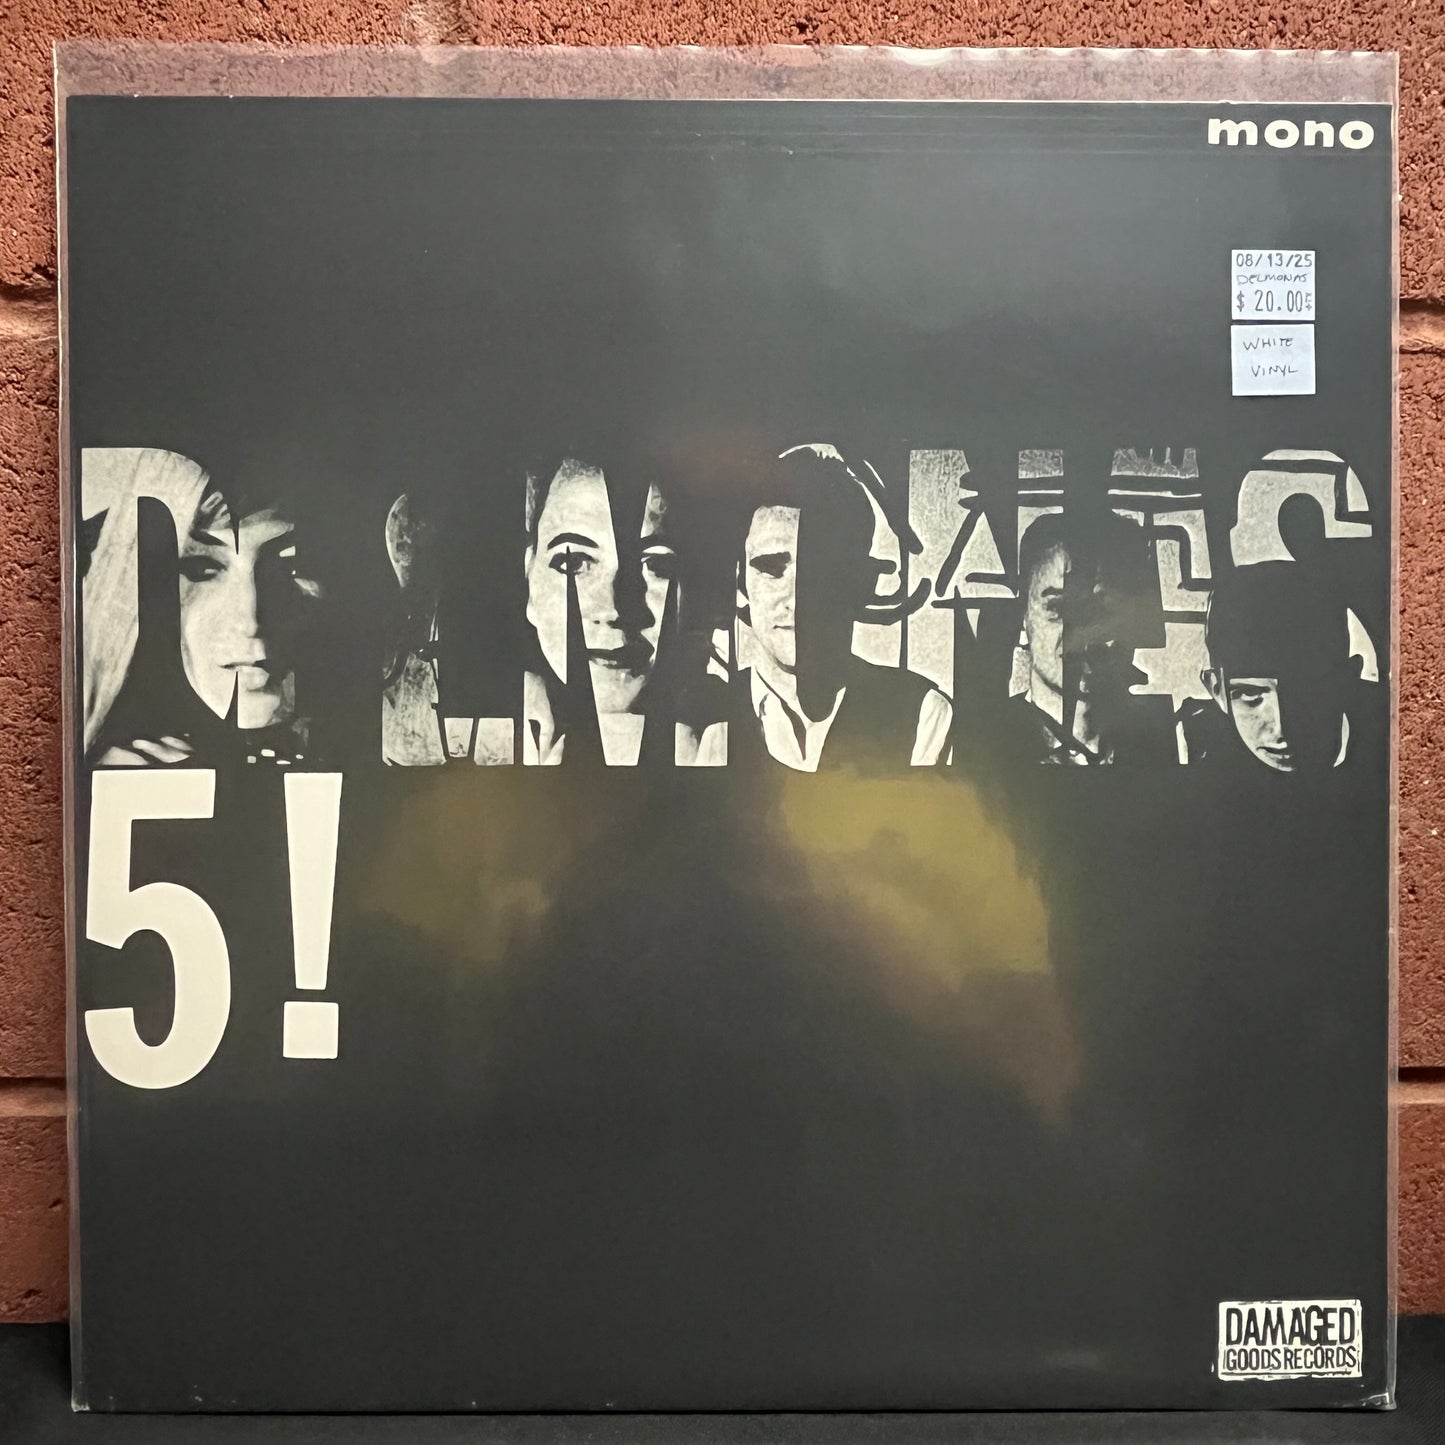 mono
08/13/25
DELMONAS
$ 20.00
WHITE
VINYL
DELMONAS
5!
DAMAGED
GOODS RECORDS